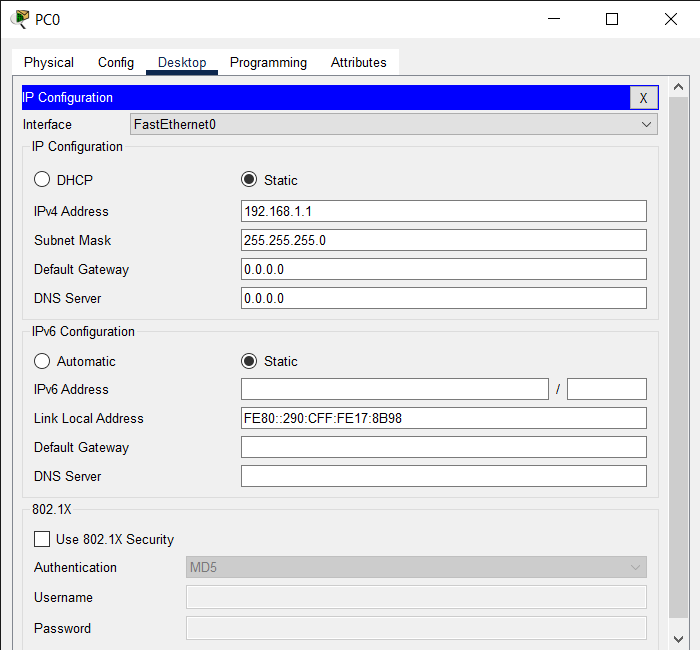 PC0
Physical Config Desktop Programming Attributes
IP Configuration X
Interface FastEthernet0
IP Configuration
DHCP Static
IPv4 Address 192.168.1.1
Subnet Mask 255.255.255.0
Default Gateway 0.0.0.0
DNS Server 0.0.0.0
IPv6 Configuration
Automatic Static
IPv6 Address /
Link Local Address FE80::290:CFF:FE17:8B98
Default Gateway
DNS Server
802.1X
Use 802.1X Security
Authentication MD5
Username
Password